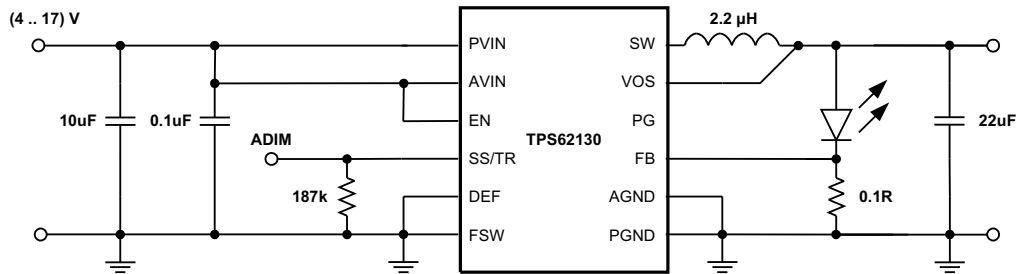 (4 .. 17) V
2.2 µH
PVIN
SW
AVIN
VOS
10uF
0.1uF
EN
PG
22uF
TPS62130
ADIM
SS/TR
FB
187k
DEF
AGND
0.1R
FSW
PGND